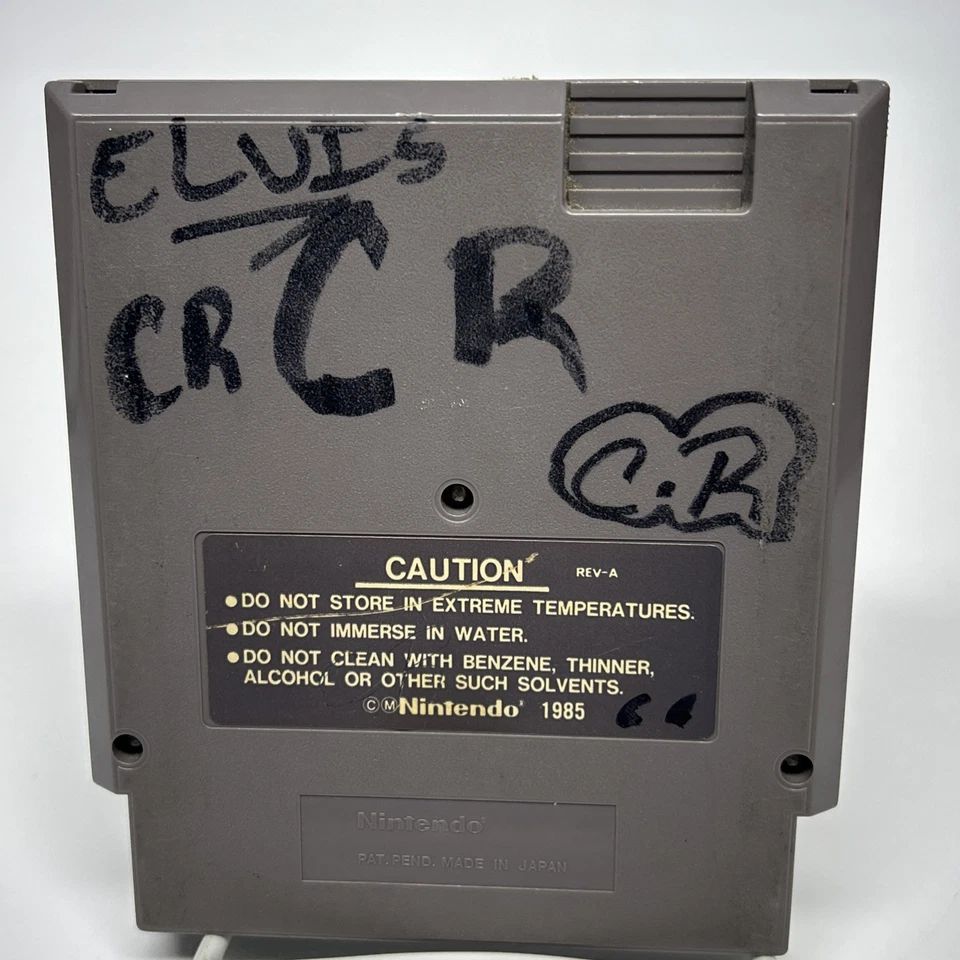 ELVIS
C R
CR
C.R
CAUTION REV-A
●DO NOT STORE IN EXTREME TEMPERATURES.
●DO NOT IMMERSE IN WATER.
●DO NOT CLEAN WITH BENZENE, THINNER,
ALCOHOL OR OTHER SUCH SOLVENTS.
ⒸⓂNintendo® 1985
Nintendo®
PAT. PEND. MADE IN JAPAN